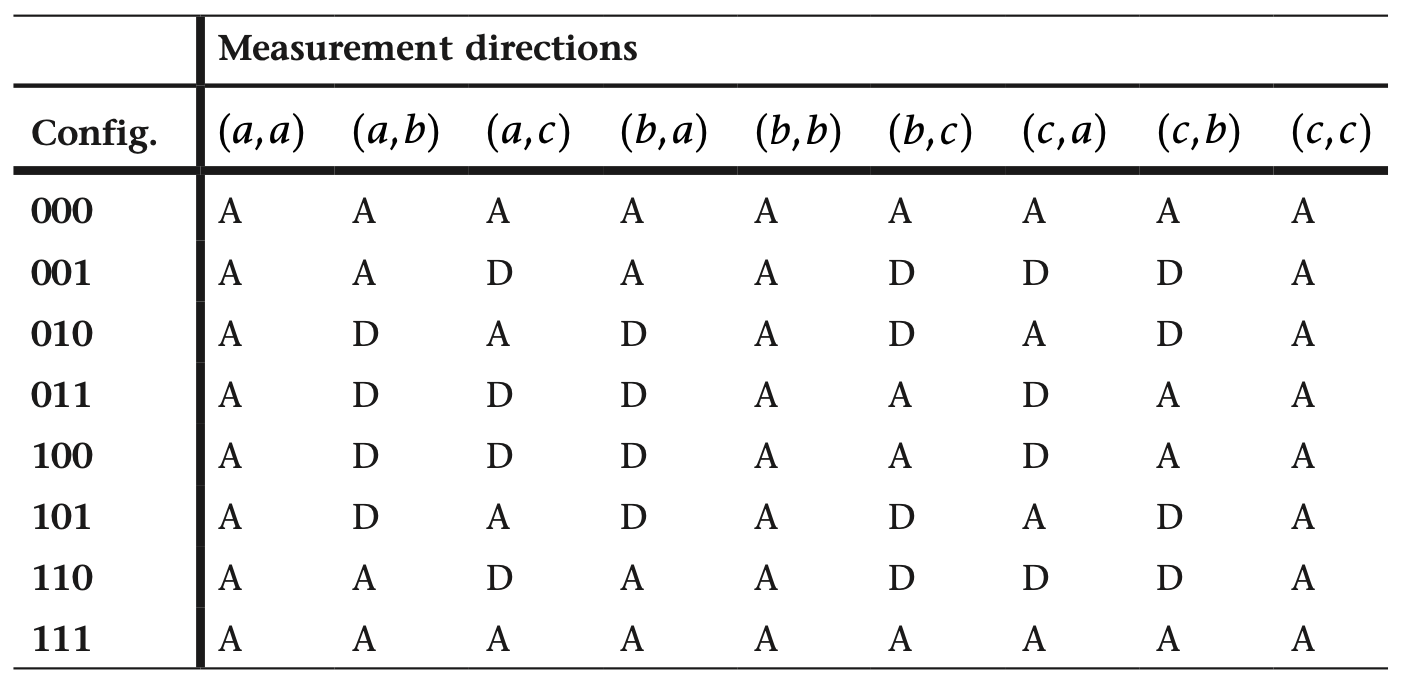 Measurement directions
Config. (a,a) (a,b) (a,c) (b,a) (b,b) (b,c) (c,a) (c,b) (c,c)
000 A A A A A A A A A
001 A A D A A D D D A
010 A D A D A D A D A
011 A D D D A A D A A
100 A D D D A A D A A
101 A D A D A D A D A
110 A A D A A D D D A
111 A A A A A A A A A